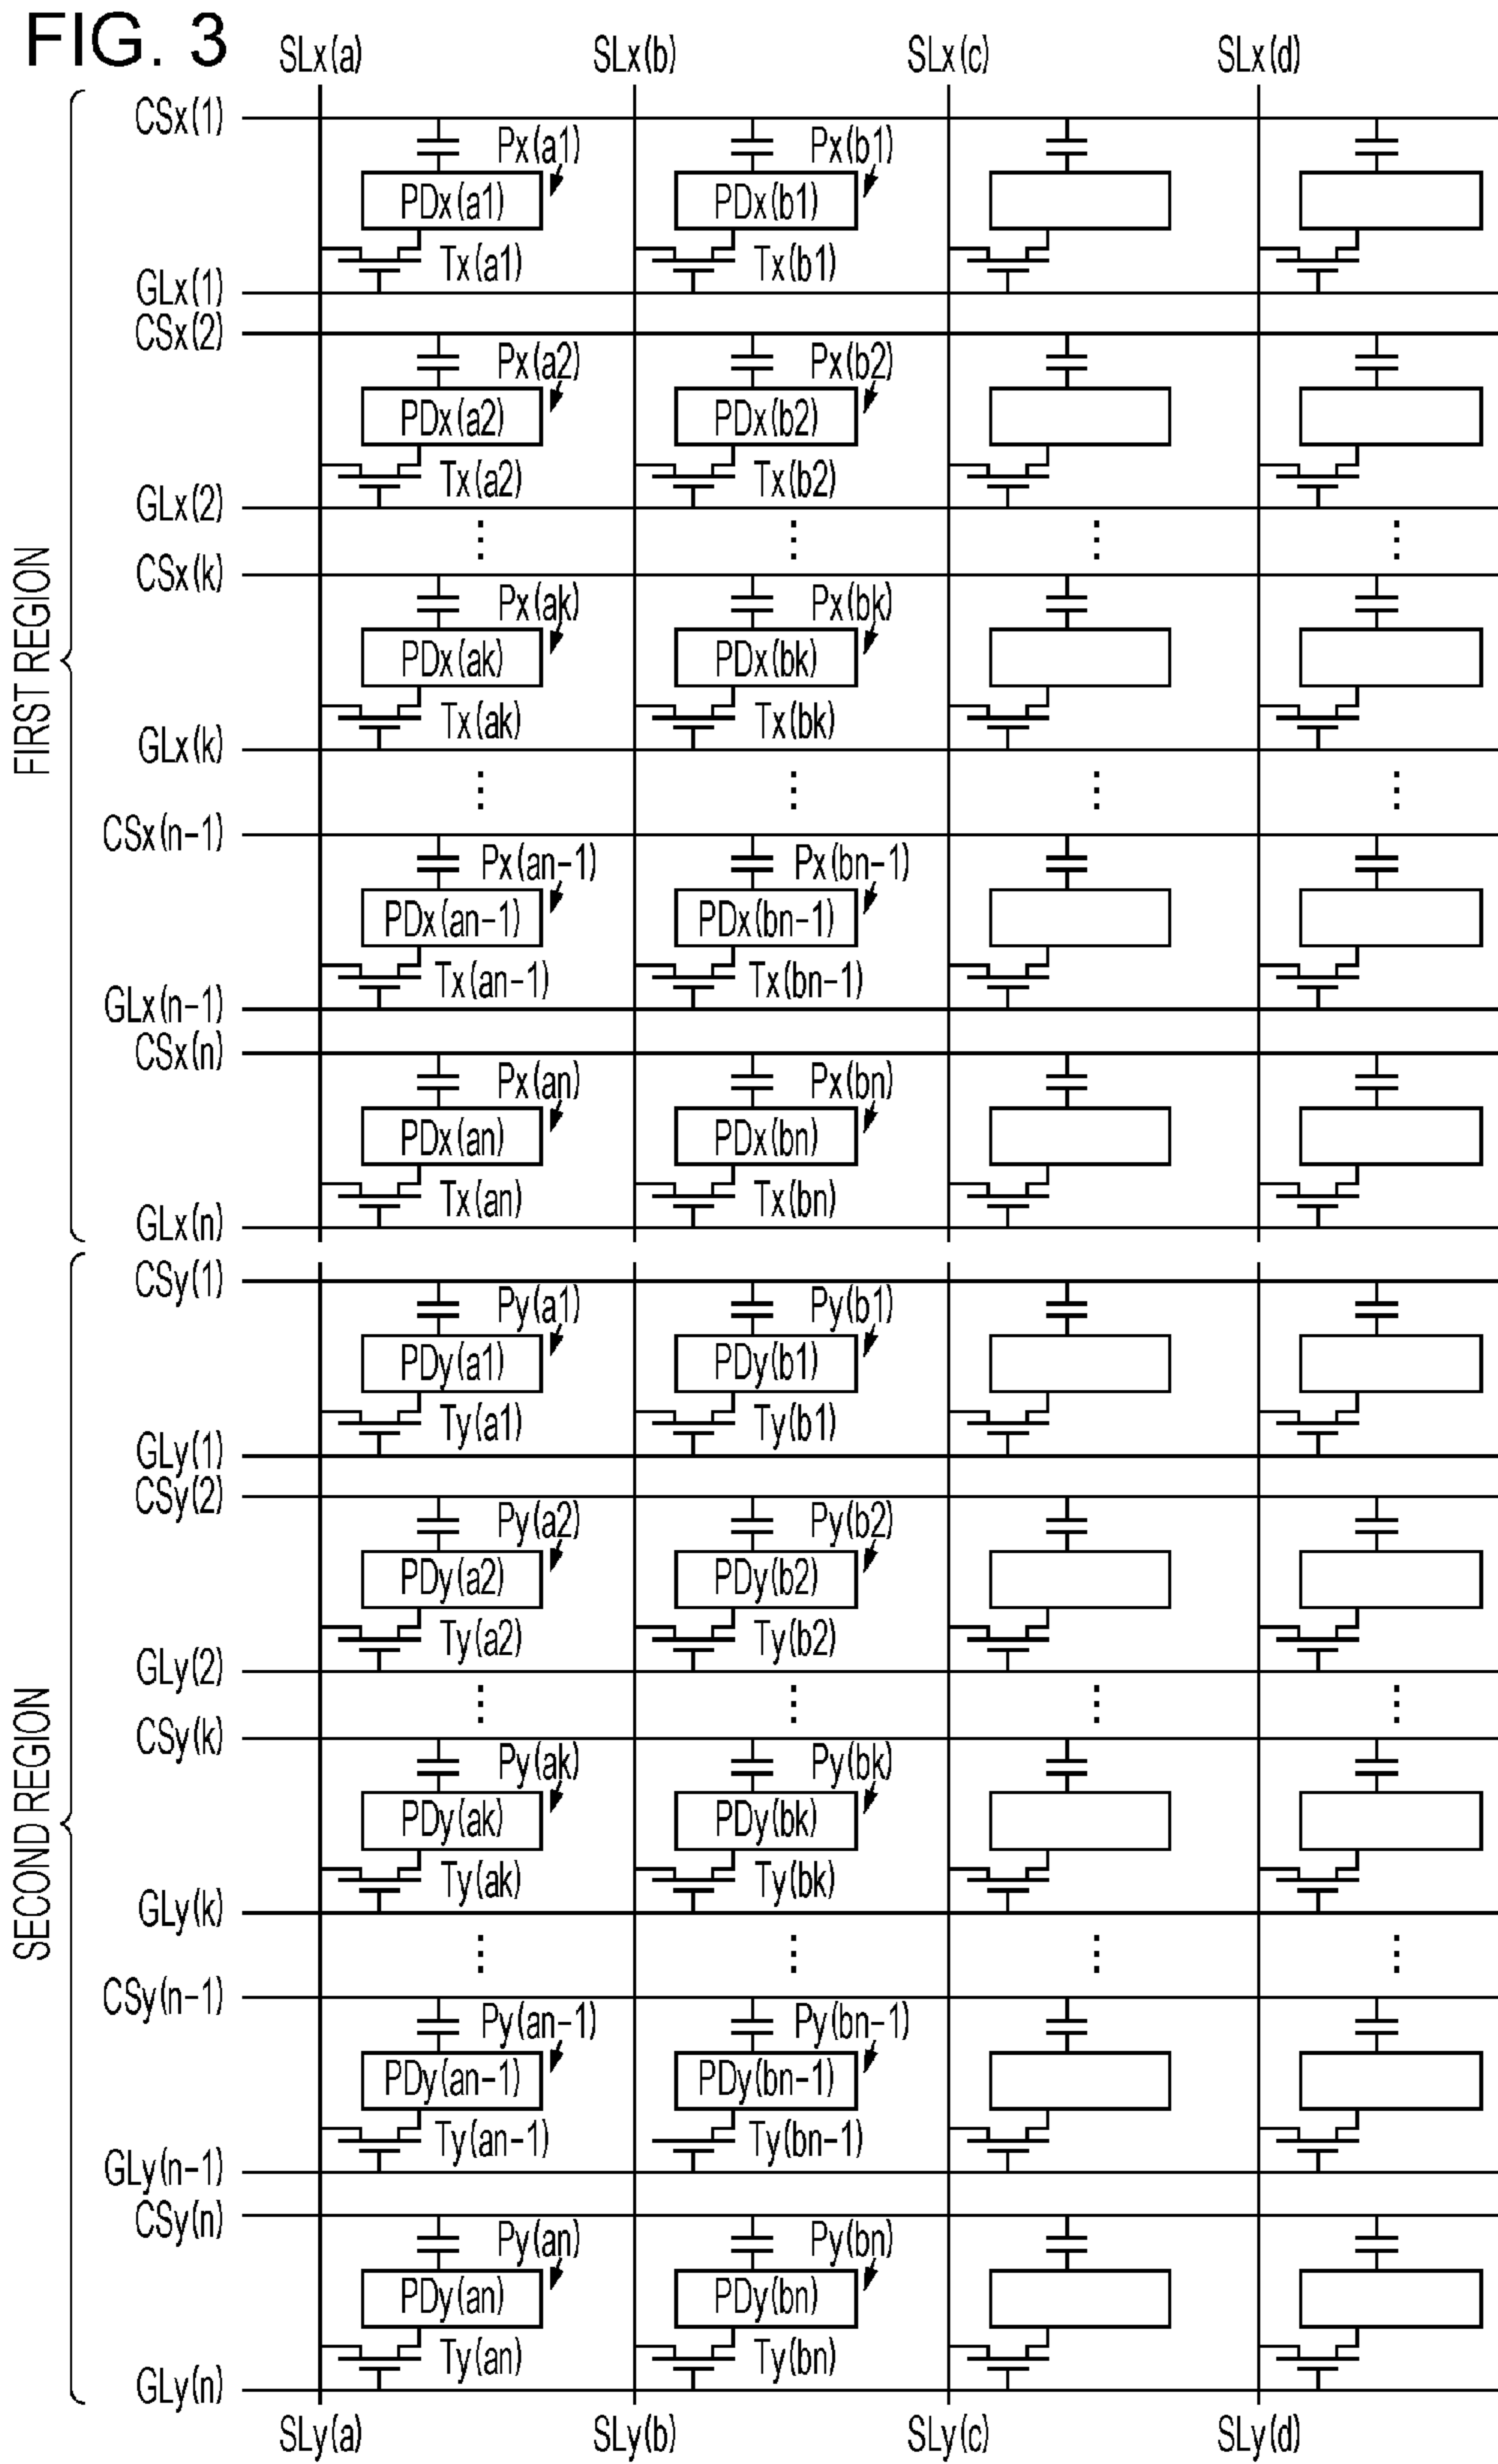 FIG. 3
SLx(a) SLx(b) SLx(c) SLx(d)
CSx(1)
Px(a1) Px(b1)
PDx(a1) PDx(b1)
Tx(a1) Tx(b1)
GLx(1)
CSx(2)
Px(a2) Px(b2)
PDx(a2) PDx(b2)
Tx(a2) Tx(b2)
GLx(2)
CSx(k)
Px(ak) Px(bk)
PDx(ak) PDx(bk)
Tx(ak) Tx(bk)
GLx(k)
FIRST REGION
CSx(n-1)
Px(an-1) Px(bn-1)
PDx(an-1) PDx(bn-1)
Tx(an-1) Tx(bn-1)
GLx(n-1)
CSx(n)
Px(an) Px(bn)
PDx(an) PDx(bn)
Tx(an) Tx(bn)
GLx(n)
CSy(1)
Py(a1) Py(b1)
PDy(a1) PDy(b1)
Ty(a1) Ty(b1)
GLy(1)
CSy(2)
Py(a2) Py(b2)
PDy(a2) PDy(b2)
Ty(a2) Ty(b2)
GLy(2)
CSy(k)
Py(ak) Py(bk)
PDy(ak) PDy(bk)
Ty(ak) Ty(bk)
GLy(k)
SECOND REGION
CSy(n-1)
Py(an-1) Py(bn-1)
PDy(an-1) PDy(bn-1)
Ty(an-1) Ty(bn-1)
GLy(n-1)
CSy(n)
Py(an) Py(bn)
PDy(an) PDy(bn)
Ty(an) Ty(bn)
GLy(n)
SLy(a) SLy(b) SLy(c) SLy(d)